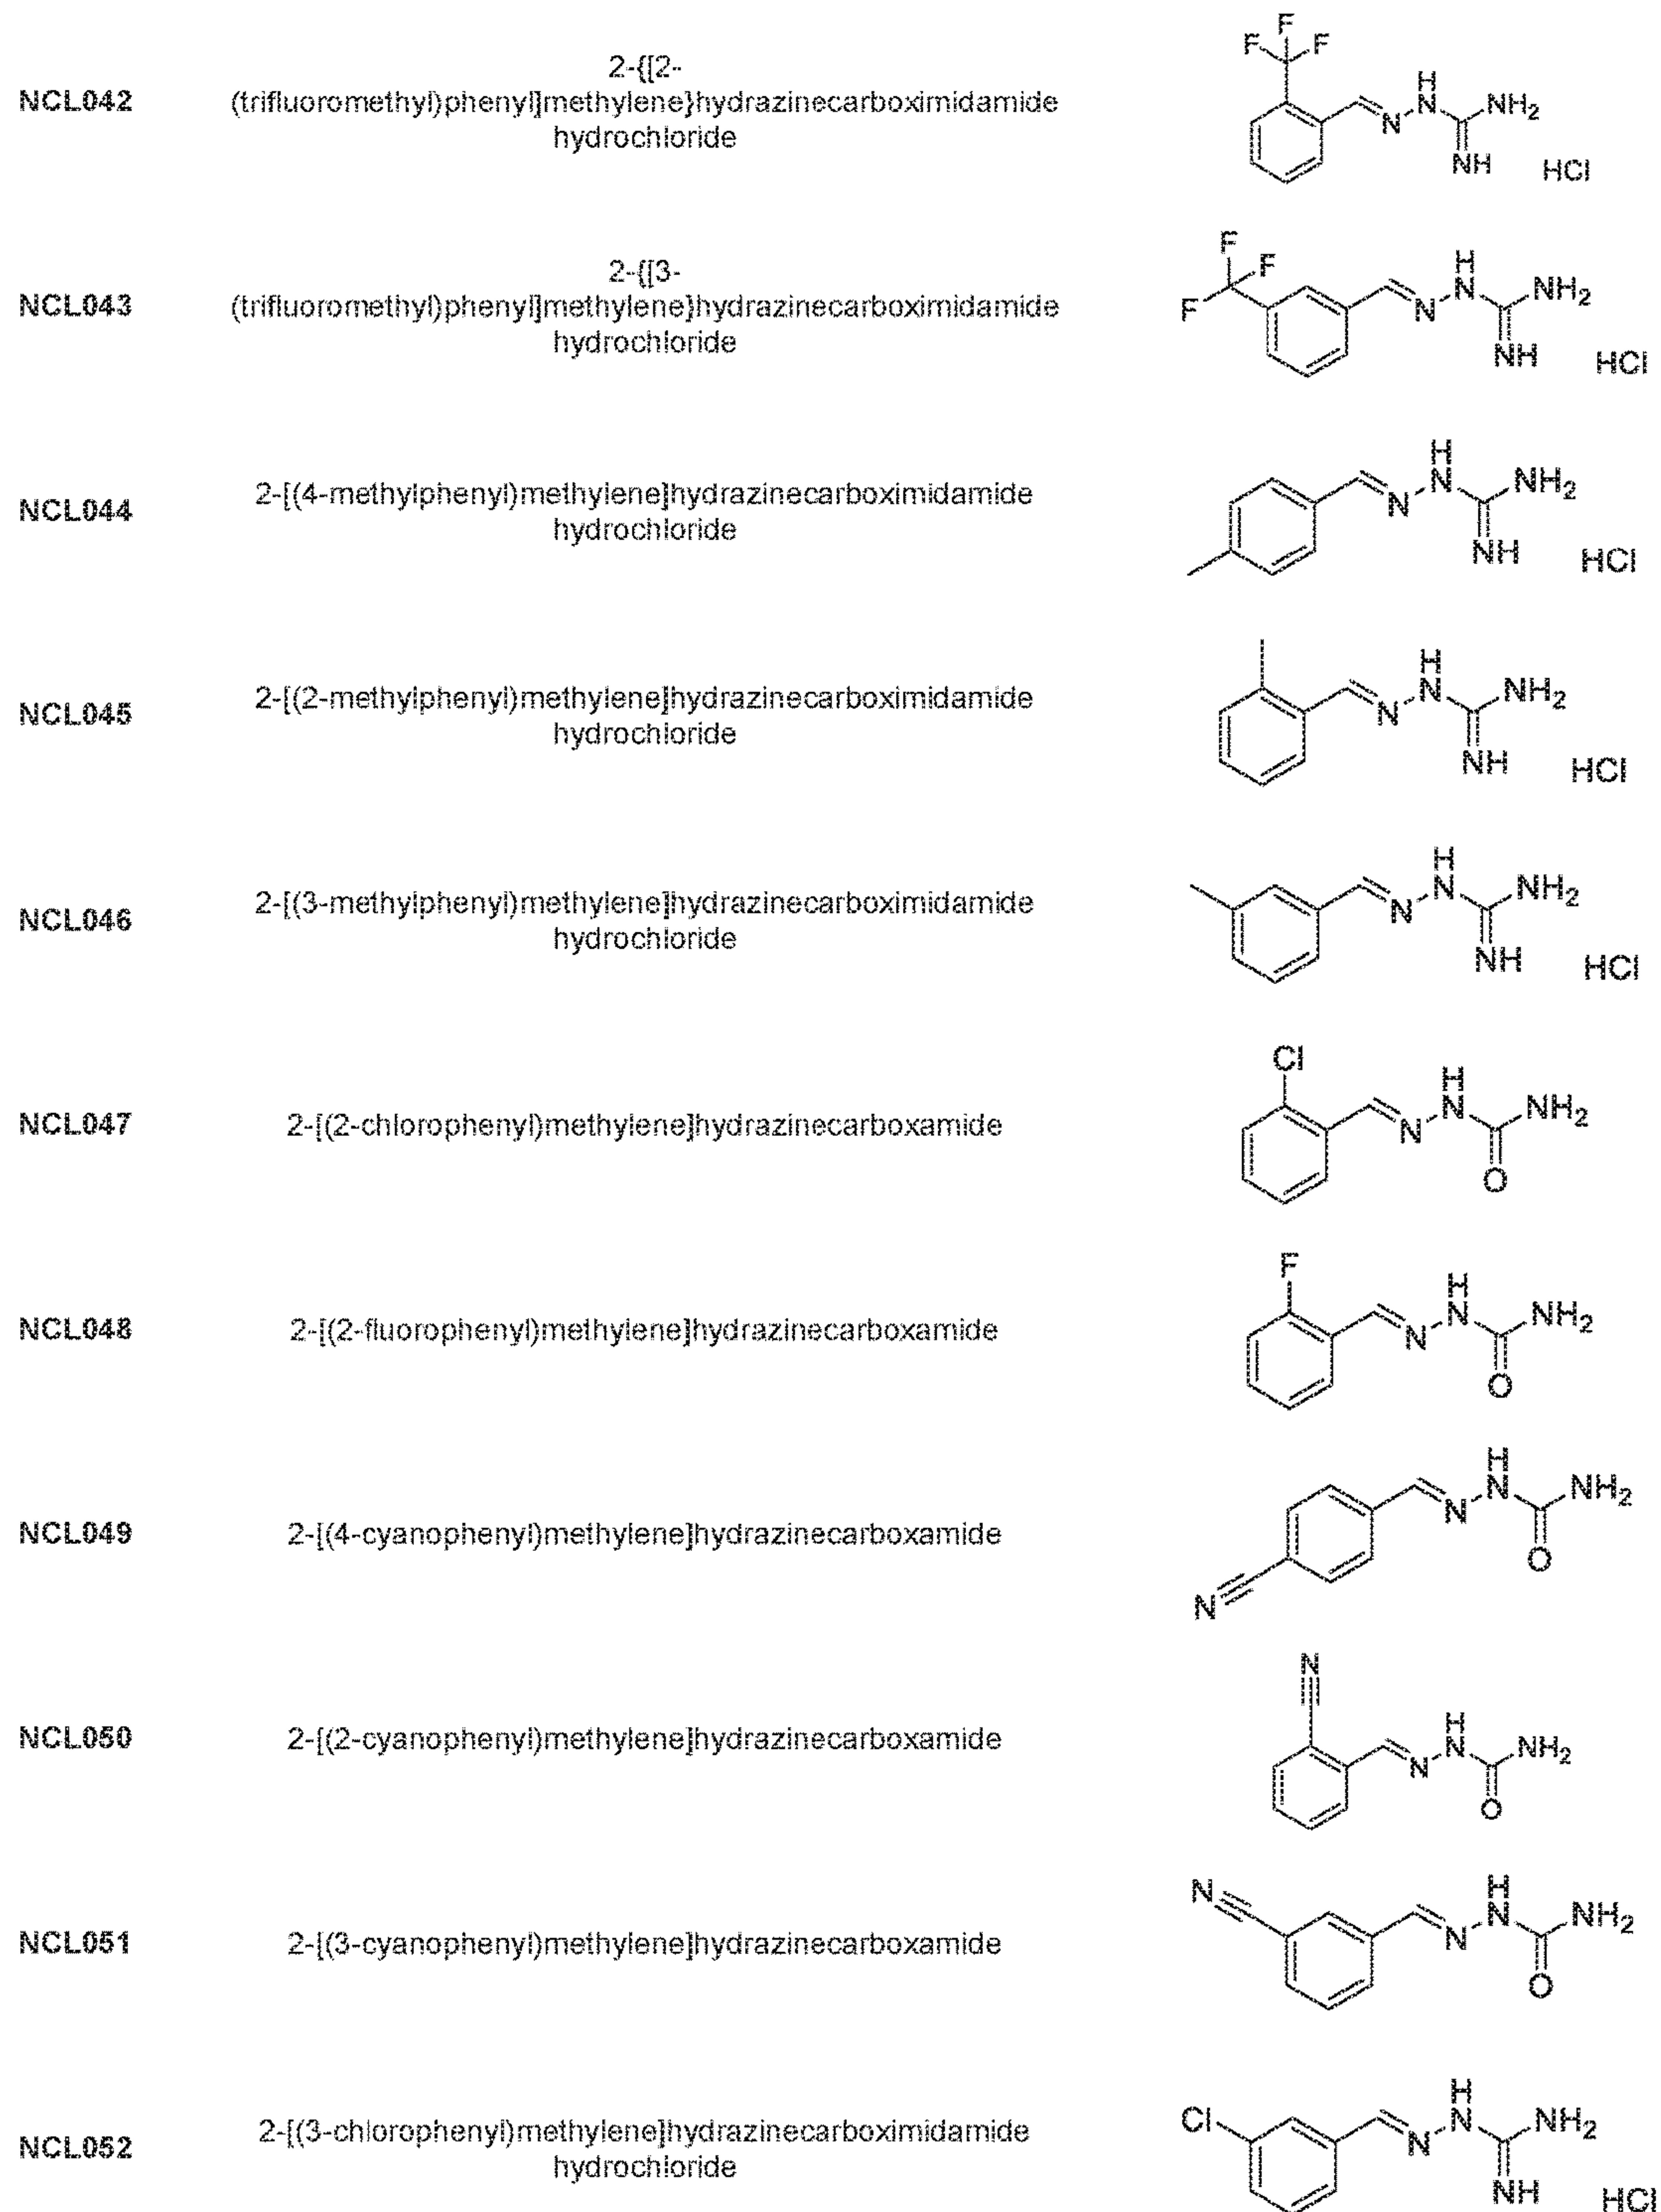 NCL042
2-{[2-
(trifluoromethyl)phenyl]methylene}hydrazinecarboximidamide
hydrochloride
F
F F
H
N NH2
N
NH HCl
NCL043
2-{[3-
(trifluoromethyl)phenyl]methylene}hydrazinecarboximidamide
hydrochloride
F
F
F
H
N NH2
N
NH HCl
NCL044
2-[(4-methylphenyl)methylene]hydrazinecarboximidamide
hydrochloride
H
N NH2
N
NH HCl
NCL045
2-[(2-methylphenyl)methylene]hydrazinecarboximidamide
hydrochloride
H
N NH2
N
NH HCl
NCL046
2-[(3-methylphenyl)methylene]hydrazinecarboximidamide
hydrochloride
H
N NH2
N
NH HCl
NCL047
2-[(2-chlorophenyl)methylene]hydrazinecarboxamide
Cl
H
N NH2
N
O
NCL048
2-[(2-fluorophenyl)methylene]hydrazinecarboxamide
F
H
N NH2
N
O
NCL049
2-[(4-cyanophenyl)methylene]hydrazinecarboxamide
H
N NH2
N
O
N
NCL050
2-[(2-cyanophenyl)methylene]hydrazinecarboxamide
N
H
N NH2
N
O
NCL051
2-[(3-cyanophenyl)methylene]hydrazinecarboxamide
N
H
N NH2
N
O
NCL052
2-[(3-chlorophenyl)methylene]hydrazinecarboximidamide
hydrochloride
Cl
H
N NH2
N
NH HCl